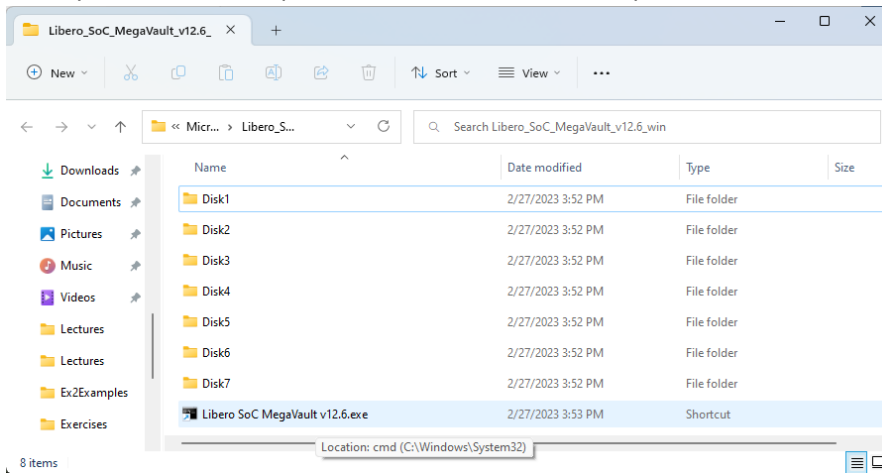 Libero_SoC_MegaVault_v12.6_
New
Sort
View
« Micr... > Libero_S...
Search Libero_SoC_MegaVault_v12.6_win
Name Date modified Type Size
Downloads
Documents
Pictures
Music
Videos
Lectures
Lectures
Ex2Examples
Exercises
Disk1 2/27/2023 3:52 PM File folder
Disk2 2/27/2023 3:52 PM File folder
Disk3 2/27/2023 3:52 PM File folder
Disk4 2/27/2023 3:52 PM File folder
Disk5 2/27/2023 3:52 PM File folder
Disk6 2/27/2023 3:52 PM File folder
Disk7 2/27/2023 3:52 PM File folder
Libero SoC MegaVault v12.6.exe 2/27/2023 3:53 PM Shortcut
Location: cmd (C:\Windows\System32)
8 items